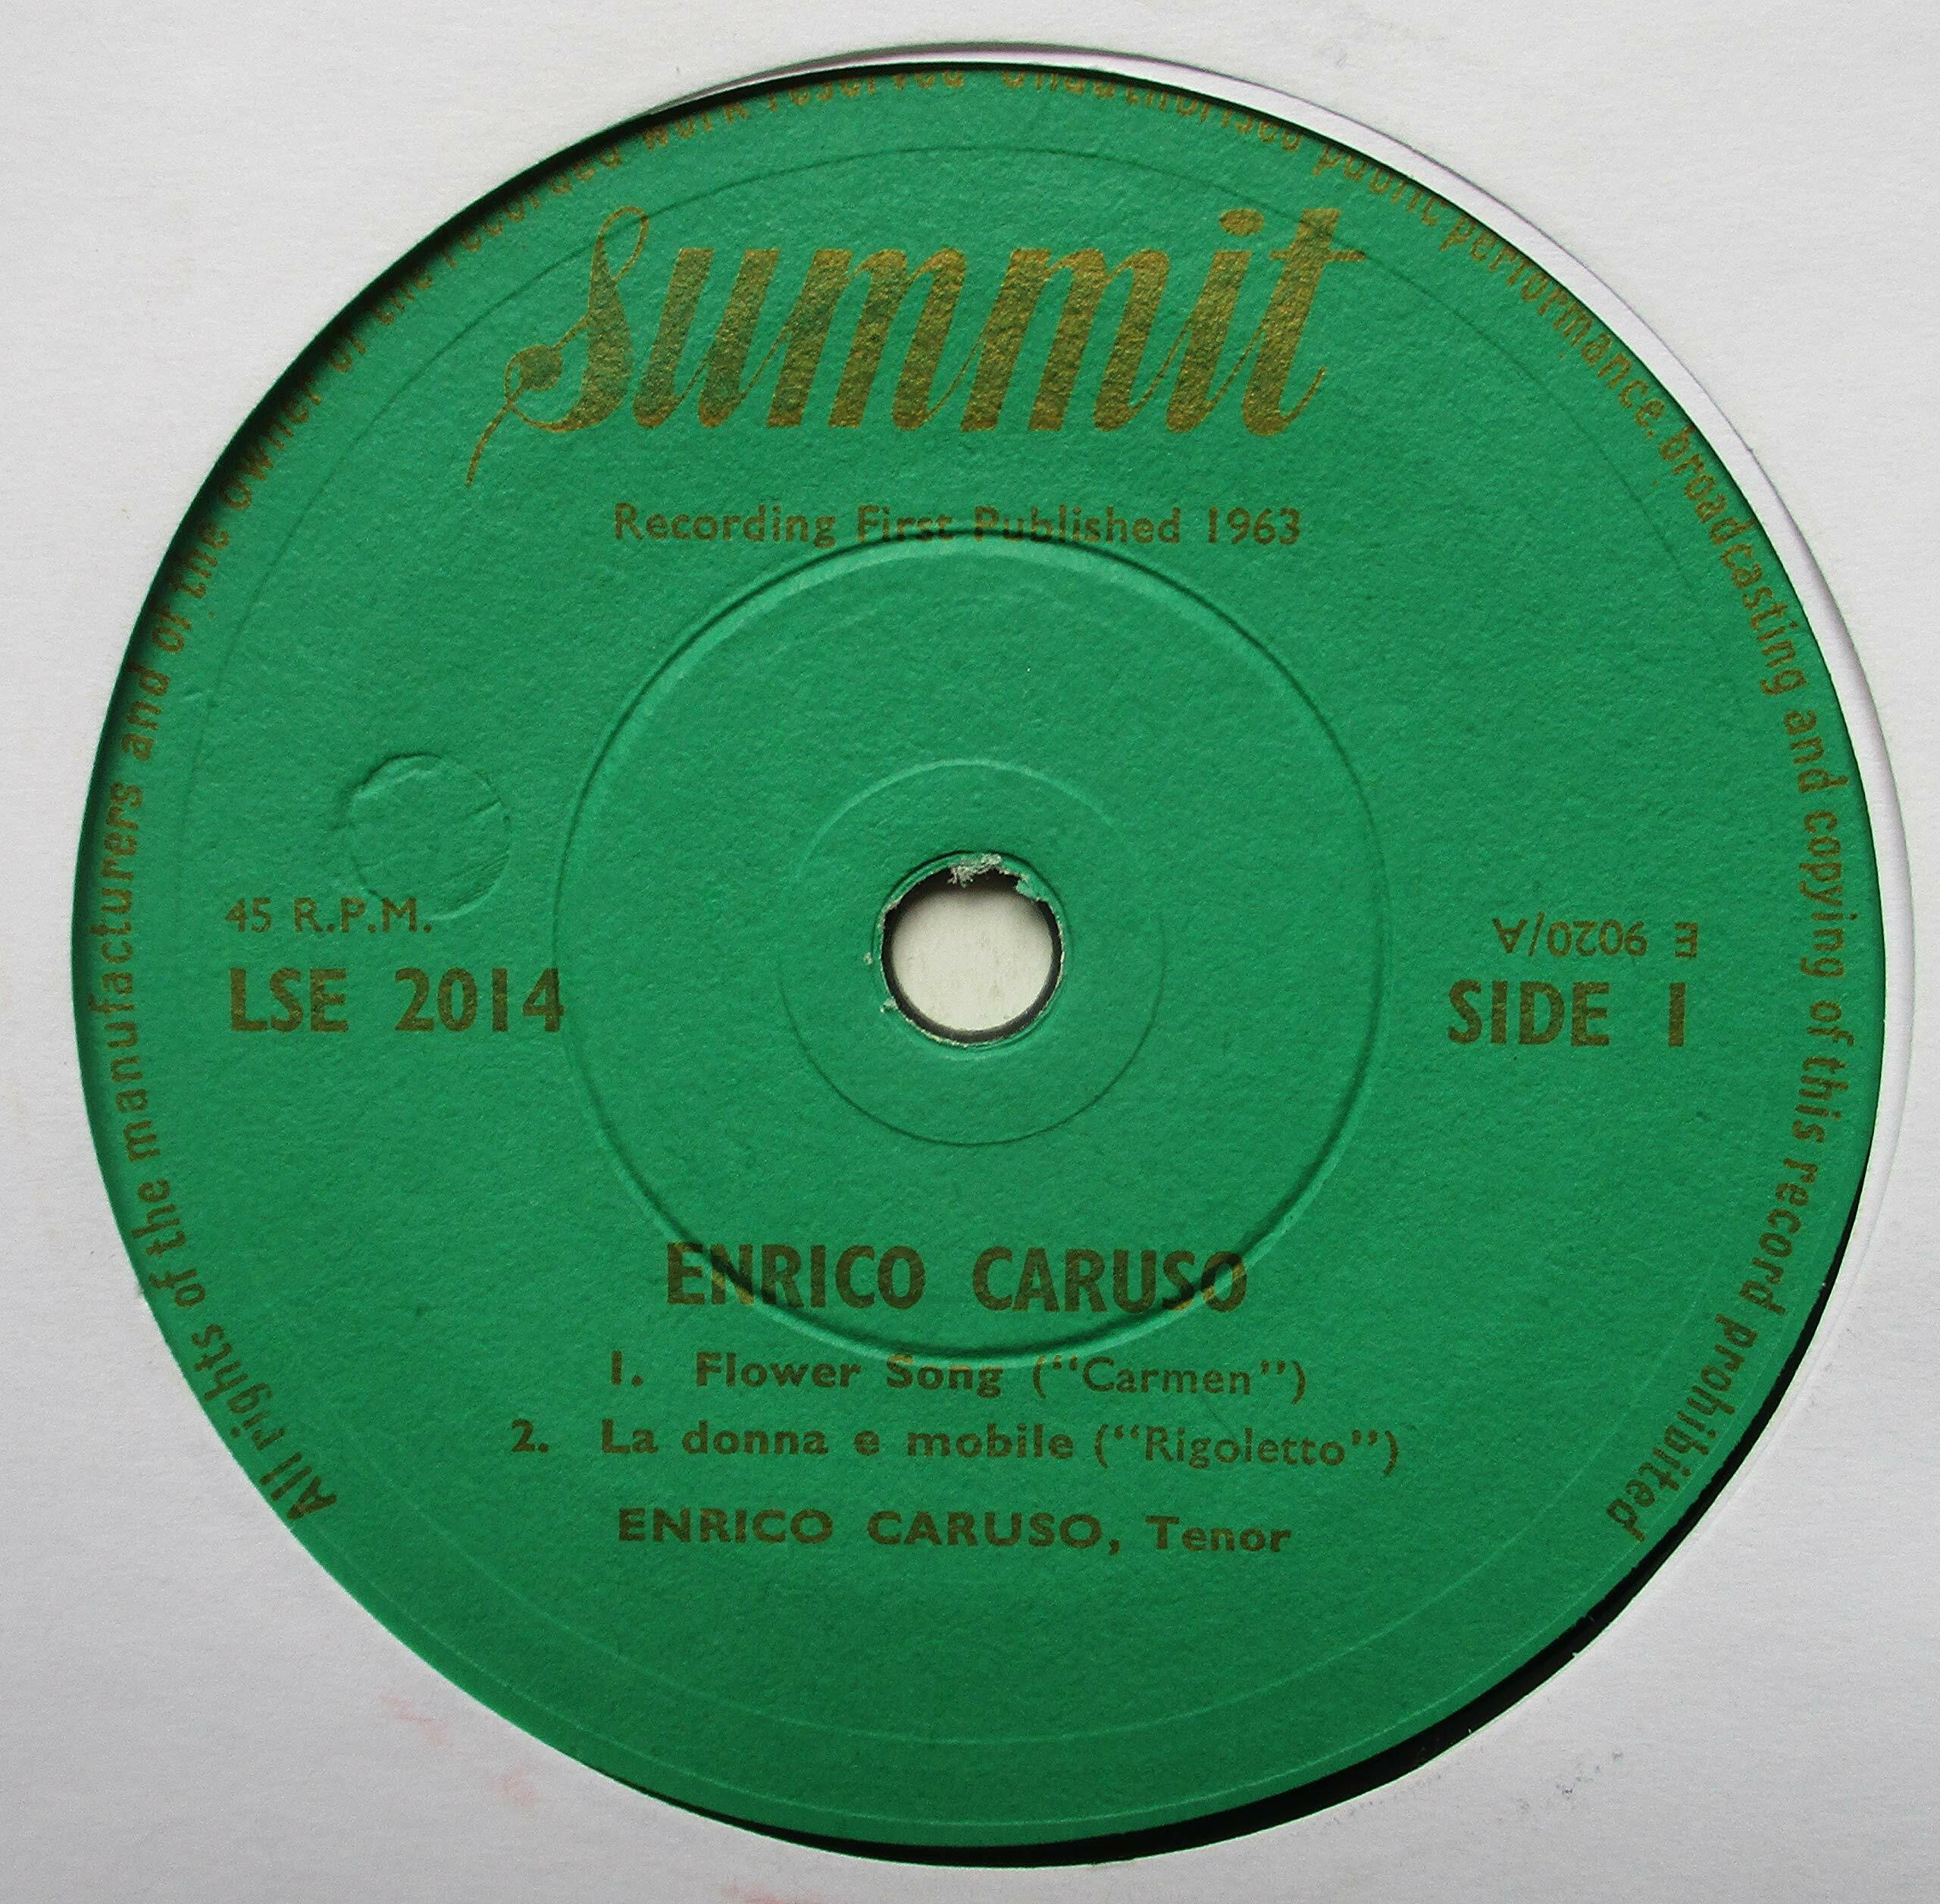 All rights of the manufacturers and of the owner of the recorded work reserved Unauthorised public performance. broadcasting and copying of this record prohibited
Summit
Recording First Published 1963
45 R.P.M.
LSE 2014
E 9020/A
SIDE 1
ENRICO CARUSO
1. Flower Song ("Carmen")
2. La donna e mobile ("Rigoletto")
ENRICO CARUSO, Tenor